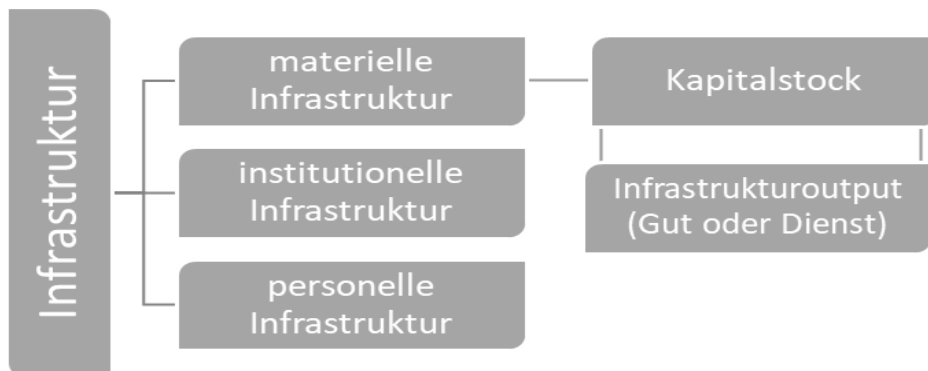 Infrastruktur
materielle
Infrastruktur
institutionelle
Infrastruktur
personelle
Infrastruktur
Kapitalstock
Infrastrukturoutput
(Gut oder Dienst)